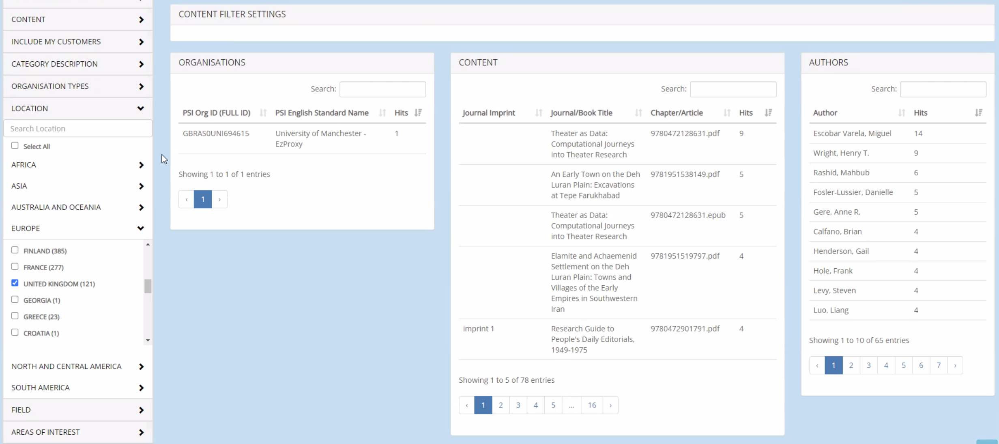 CONTENT
INCLUDE MY CUSTOMERS
CATEGORY DESCRIPTION
ORGANISATION TYPES
LOCATION
Search Location
Select All
AFRICA
ASIA
AUSTRALIA AND OCEANIA
EUROPE
FINLAND (385)
FRANCE (277)
UNITED KINGDOM (121)
GEORGIA (1)
GREECE (23)
CROATIA (1)
NORTH AND CENTRAL AMERICA
SOUTH AMERICA
FIELD
AREAS OF INTEREST
CONTENT FILTER SETTINGS
ORGANISATIONS
Search:
PSI Org ID (FULL ID) PSI English Standard Name Hits
GBRAS0UNI694615 University of Manchester - 1
EzProxy
Showing 1 to 1 of 1 entries
‹ 1 ›
CONTENT
Search:
Journal Imprint Journal/Book Title Chapter/Article Hits
Theater as Data: 9780472128631.pdf 9
Computational Journeys
into Theater Research
An Early Town on the Deh 9781951538149.pdf 5
Luran Plain: Excavations
at Tepe Farukhabad
Theater as Data: 9780472128631.epub 5
Computational Journeys
into Theater Research
Elamite and Achaemenid 9781951519797.pdf 4
Settlement on the Deh
Luran Plain: Towns and
Villages of the Early
Empires in Southwestern
Iran
imprint 1 Research Guide to 9780472901791.pdf 4
People's Daily Editorials,
1949-1975
Showing 1 to 5 of 78 entries
‹ 1 2 3 4 5 ... 16 ›
AUTHORS
Search:
Author Hits
Escobar Varela, Miguel 14
Wright, Henry T. 9
Rashid, Mahbub 6
Fosler-Lussier, Danielle 5
Gere, Anne R. 5
Calfano, Brian 4
Henderson, Gail 4
Hole, Frank 4
Levy, Steven 4
Luo, Liang 4
Showing 1 to 10 of 65 entries
‹ 1 2 3 4 5 6 7 ›